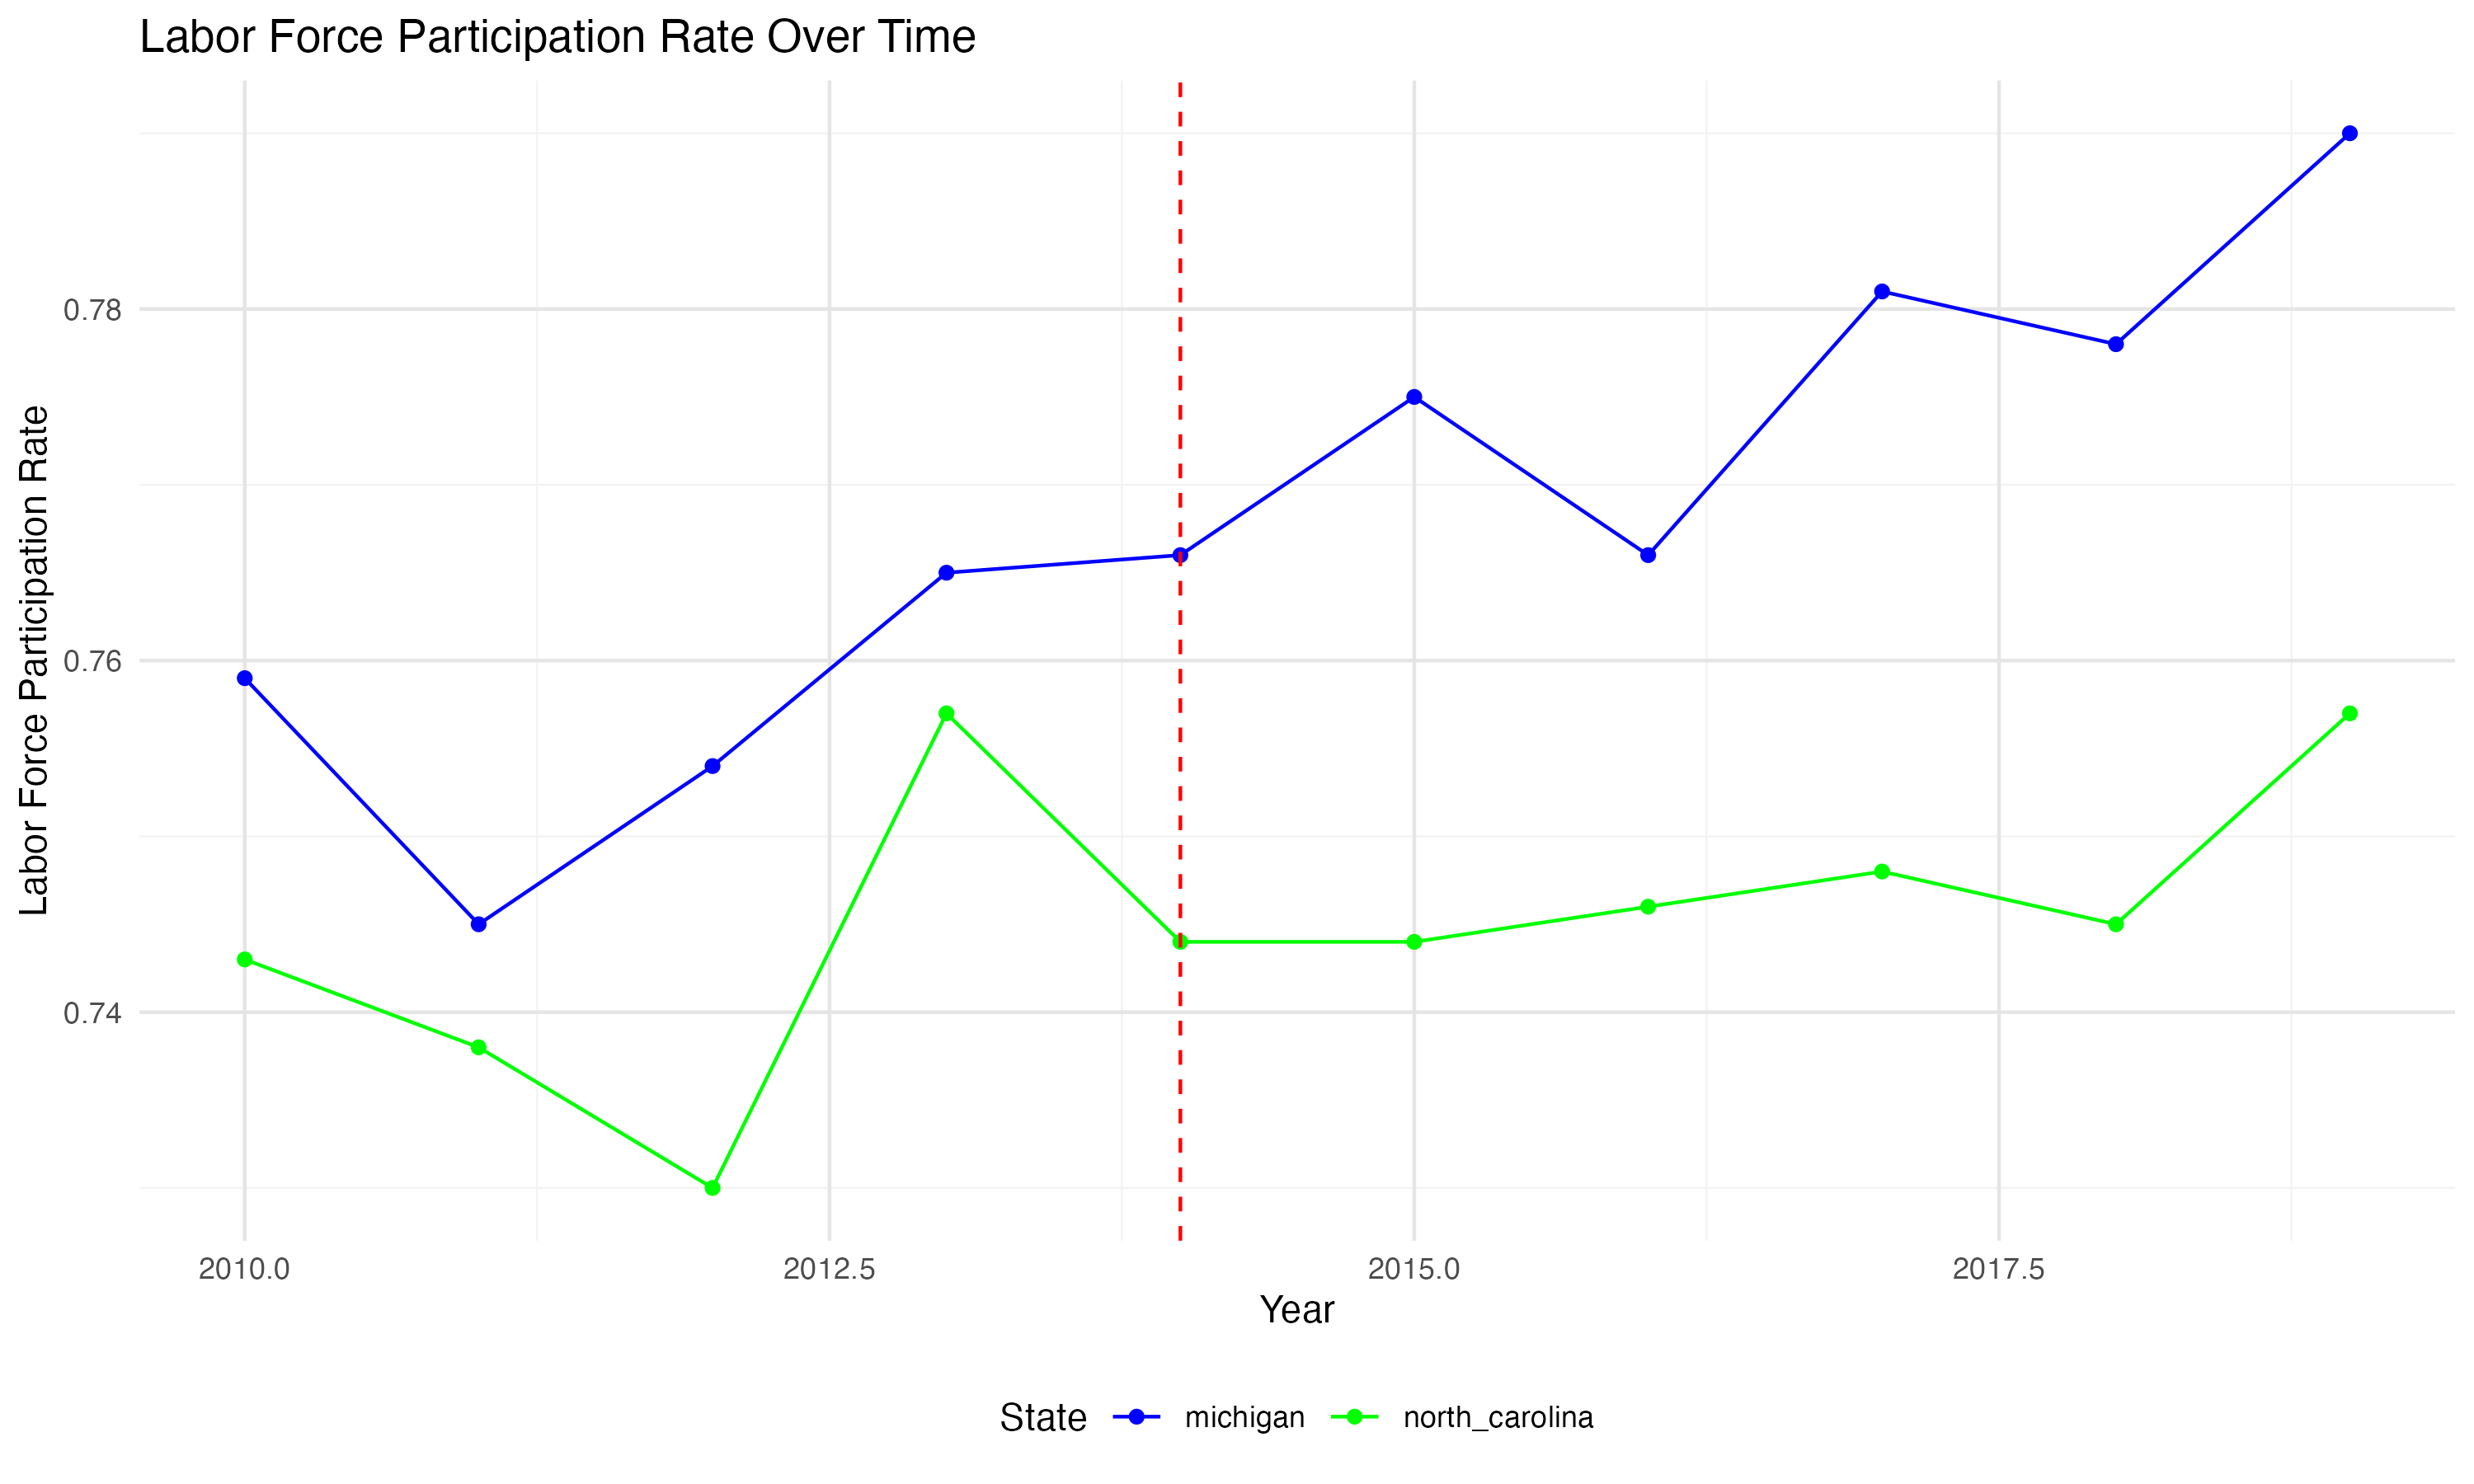 Labor Force Participation Rate Over Time
Labor Force Participation Rate
0.78
0.76
0.74
2010.0 2012.5 2015.0 2017.5
Year
State michigan north_carolina